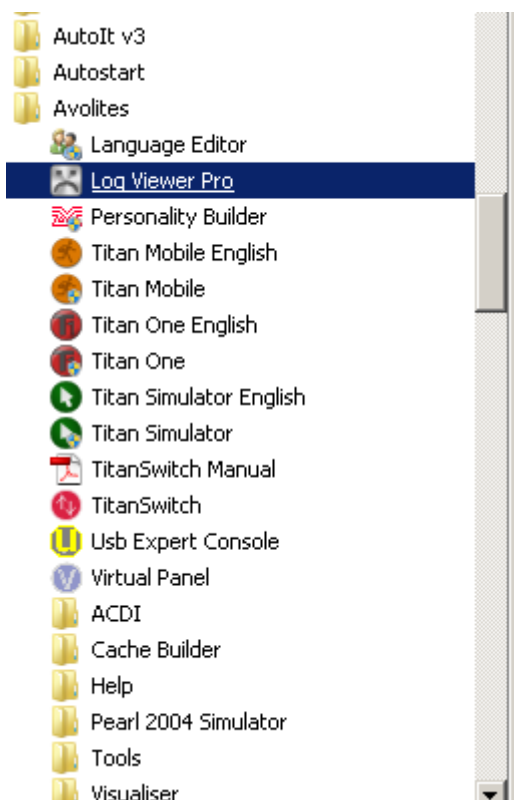 AutoIt v3
Autostart
Avolites
Language Editor
Log Viewer Pro
Personality Builder
Titan Mobile English
Titan Mobile
Titan One English
Titan One
Titan Simulator English
Titan Simulator
TitanSwitch Manual
TitanSwitch
Usb Expert Console
Virtual Panel
ACDI
Cache Builder
Help
Pearl 2004 Simulator
Tools
Visualiser